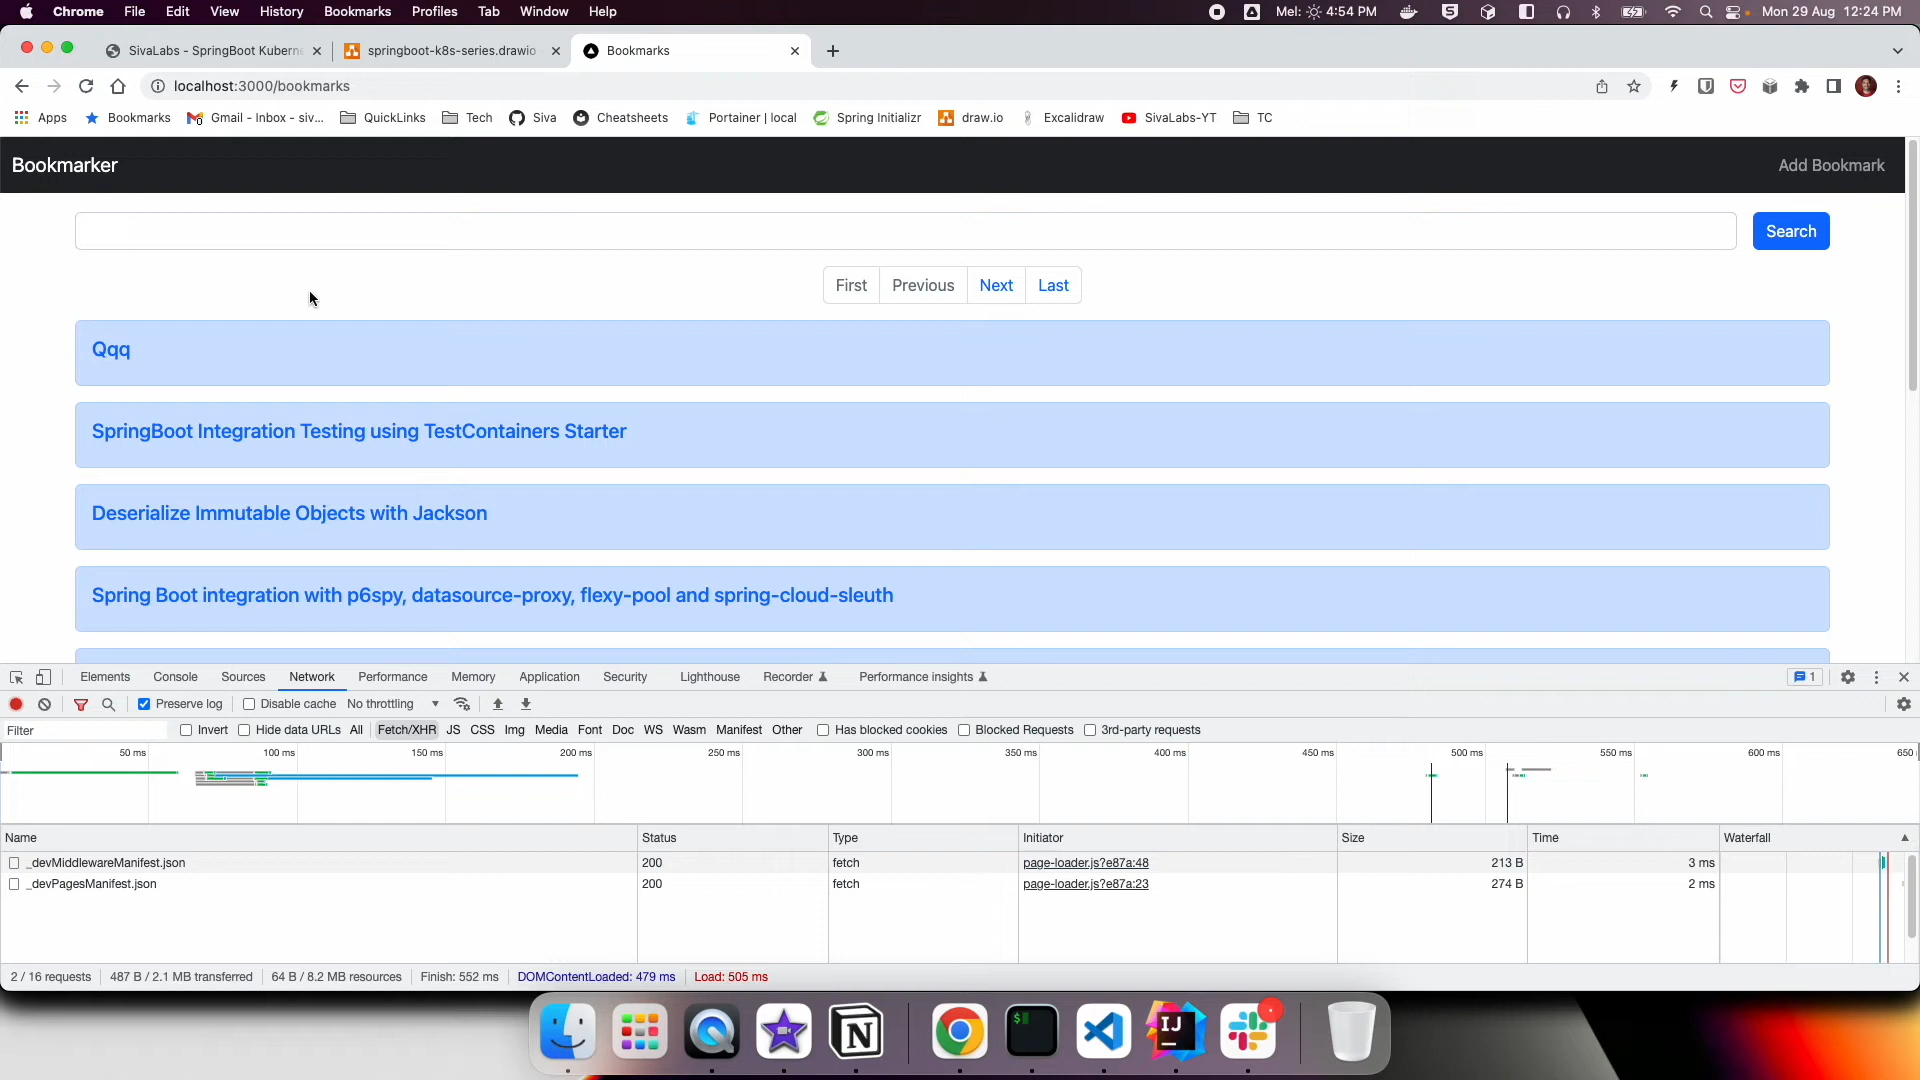 Chrome File Edit View History Bookmarks Profiles Tab Window Help Mel: 4:54 PM Mon 29 Aug 12:24 PM
SivaLabs - SpringBoot Kuberne springboot-k8s-series.drawio Bookmarks
localhost:3000/bookmarks
Apps Bookmarks Gmail - Inbox - siv... QuickLinks Tech Siva Cheatsheets Portainer | local Spring Initializr draw.io Excalidraw SivaLabs-YT TC
Bookmarker Add Bookmark
Search
First Previous Next Last
Qqq
SpringBoot Integration Testing using TestContainers Starter
Deserialize Immutable Objects with Jackson
Spring Boot integration with p6spy, datasource-proxy, flexy-pool and spring-cloud-sleuth
Elements Console Sources Network Performance Memory Application Security Lighthouse Recorder Performance insights 1
Preserve log Disable cache No throttling
Filter Invert Hide data URLs All Fetch/XHR JS CSS Img Media Font Doc WS Wasm Manifest Other Has blocked cookies Blocked Requests 3rd-party requests
50 ms 100 ms 150 ms 200 ms 250 ms 300 ms 350 ms 400 ms 450 ms 500 ms 550 ms 600 ms 650
Name Status Type Initiator Size Time Waterfall
_devMiddlewareManifest.json 200 fetch page-loader.js?e87a:48 213 B 3 ms
_devPagesManifest.json 200 fetch page-loader.js?e87a:23 274 B 2 ms
2 / 16 requests 487 B / 2.1 MB transferred 64 B / 8.2 MB resources Finish: 552 ms DOMContentLoaded: 479 ms Load: 505 ms
$ IJ